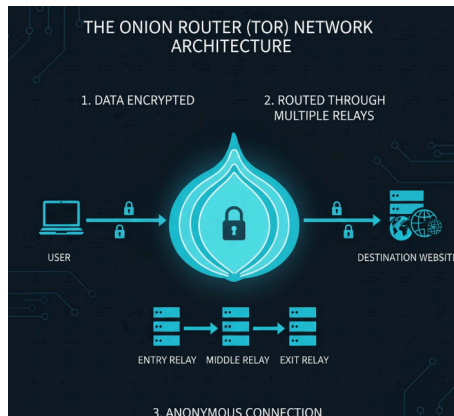 THE ONION ROUTER (TOR) NETWORK
ARCHITECTURE
1. DATA ENCRYPTED
2. ROUTED THROUGH
MULTIPLE RELAYS
USER
DESTINATION WEBSITE
ENTRY RELAY
MIDDLE RELAY
EXIT RELAY
3. ANONYMOUS CONNECTION